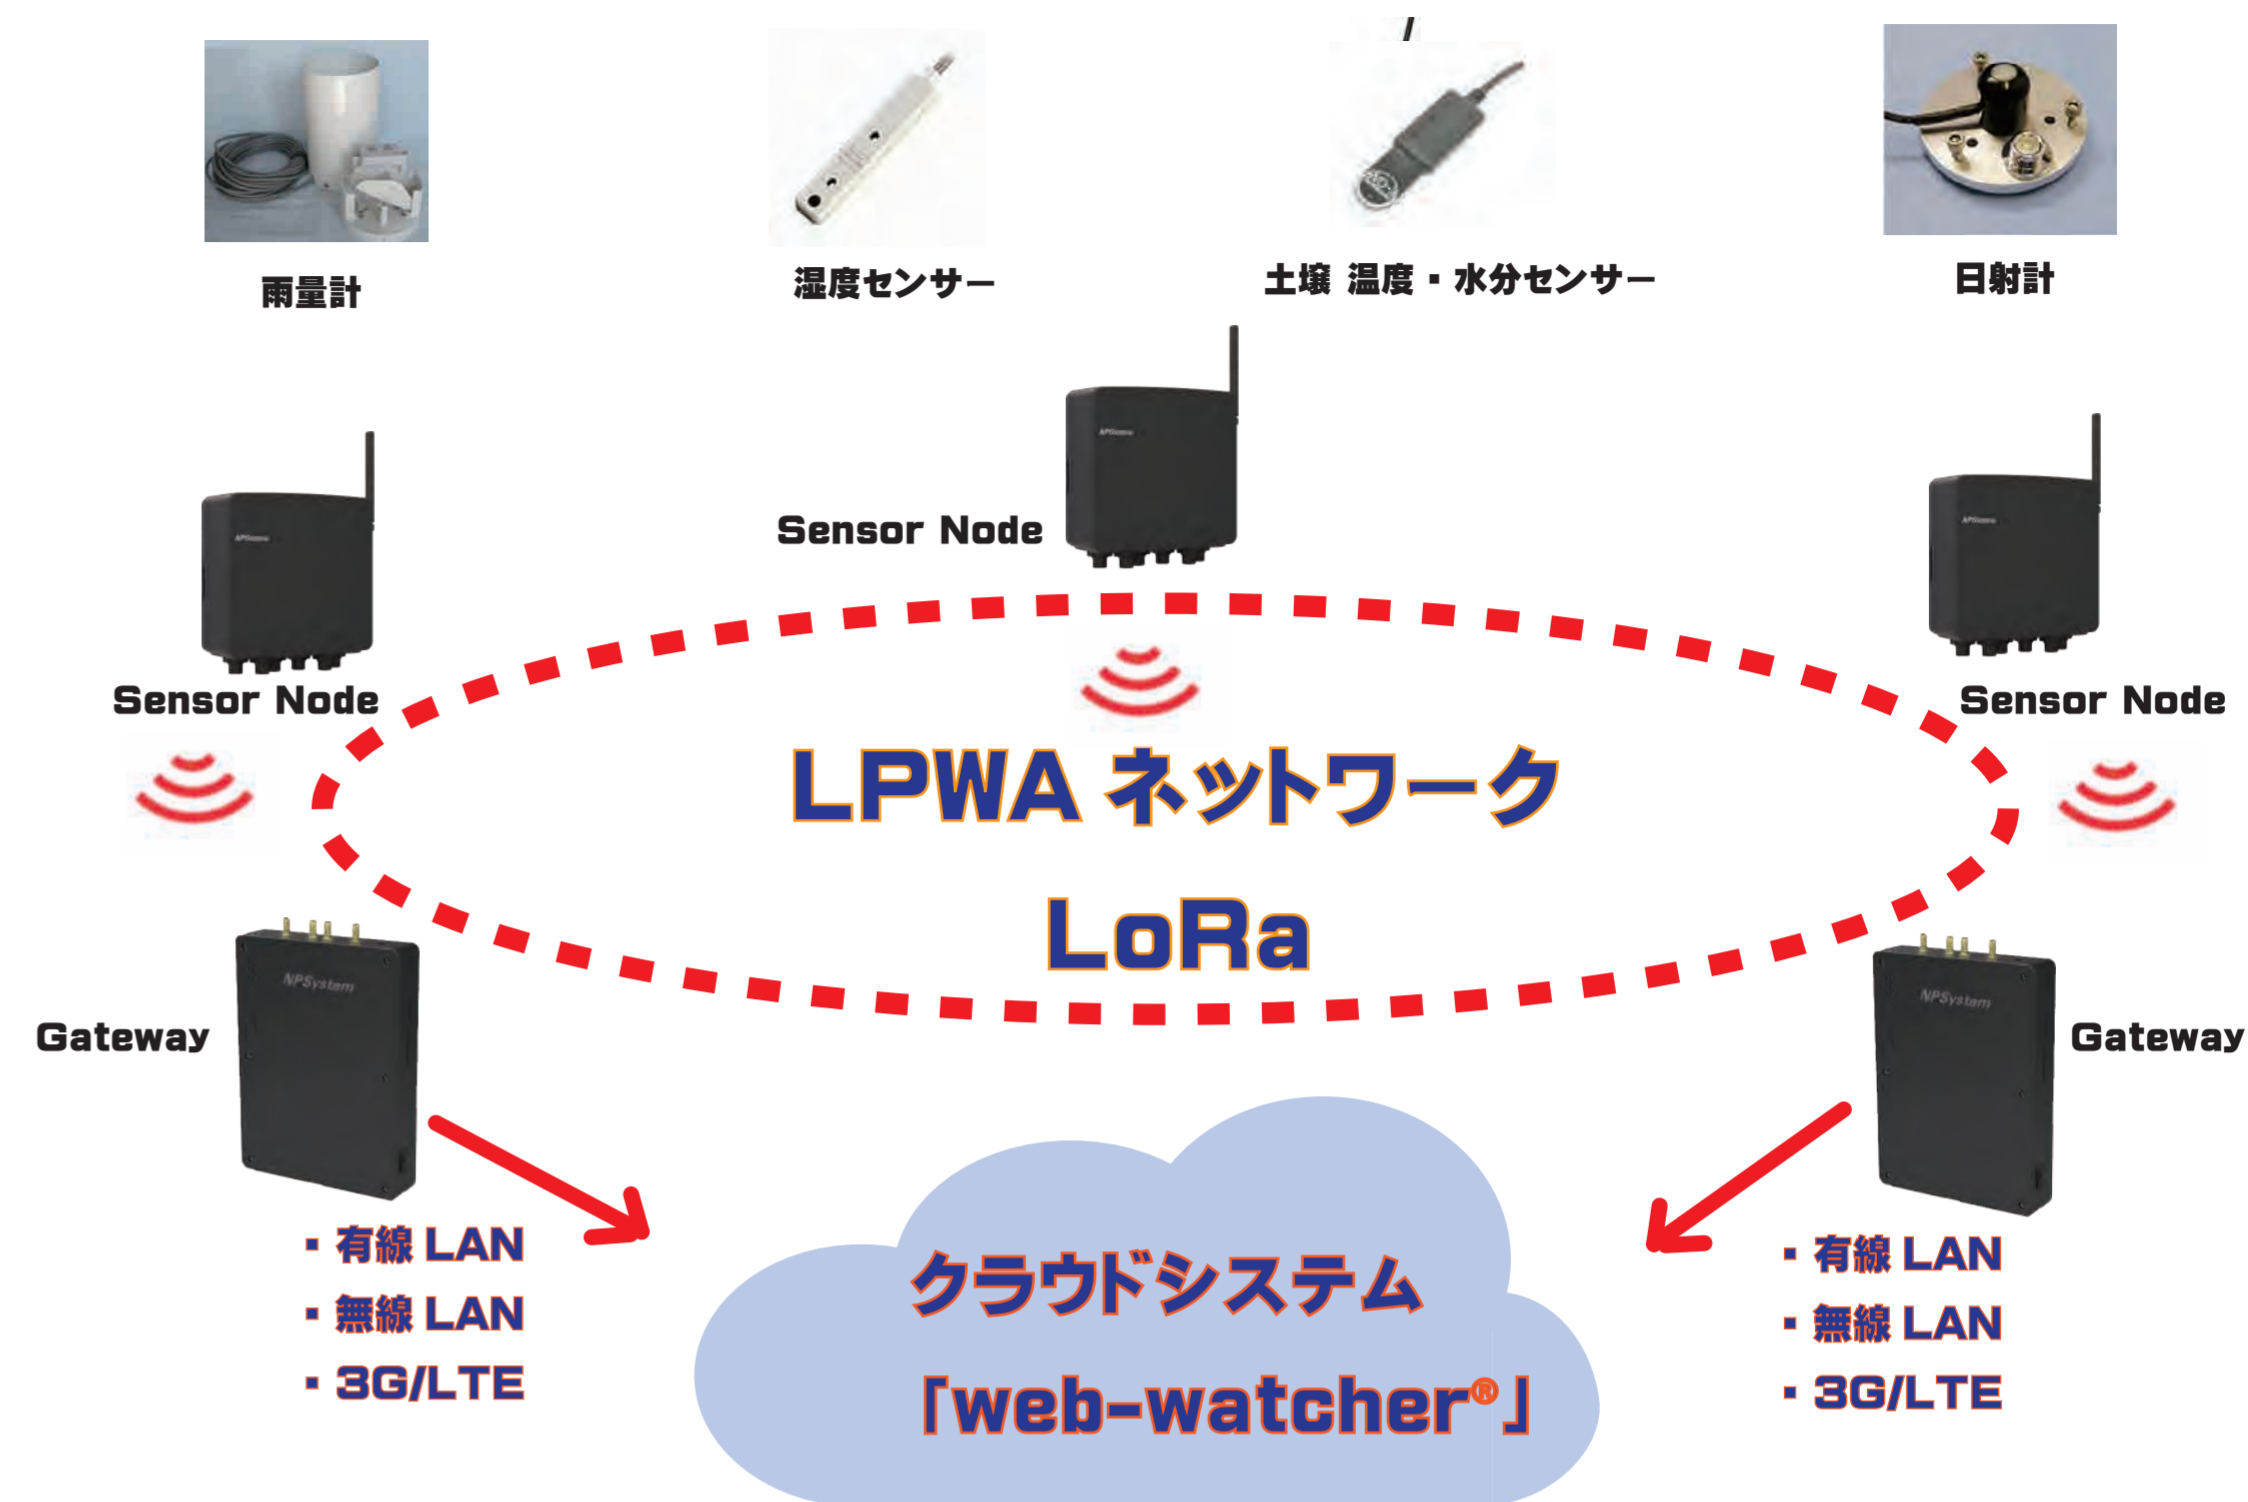 雨量計
湿度センサー
土壌 温度・水分センサー
日射計
Sensor Node
Sensor Node
Sensor Node
LPWA ネットワーク
LoRa
NPSystem
NPSystem
Gateway
Gateway
・有線 LAN
・無線 LAN
・3G/LTE
クラウドシステム
「web-watcher®」
・有線 LAN
・無線 LAN
・3G/LTE